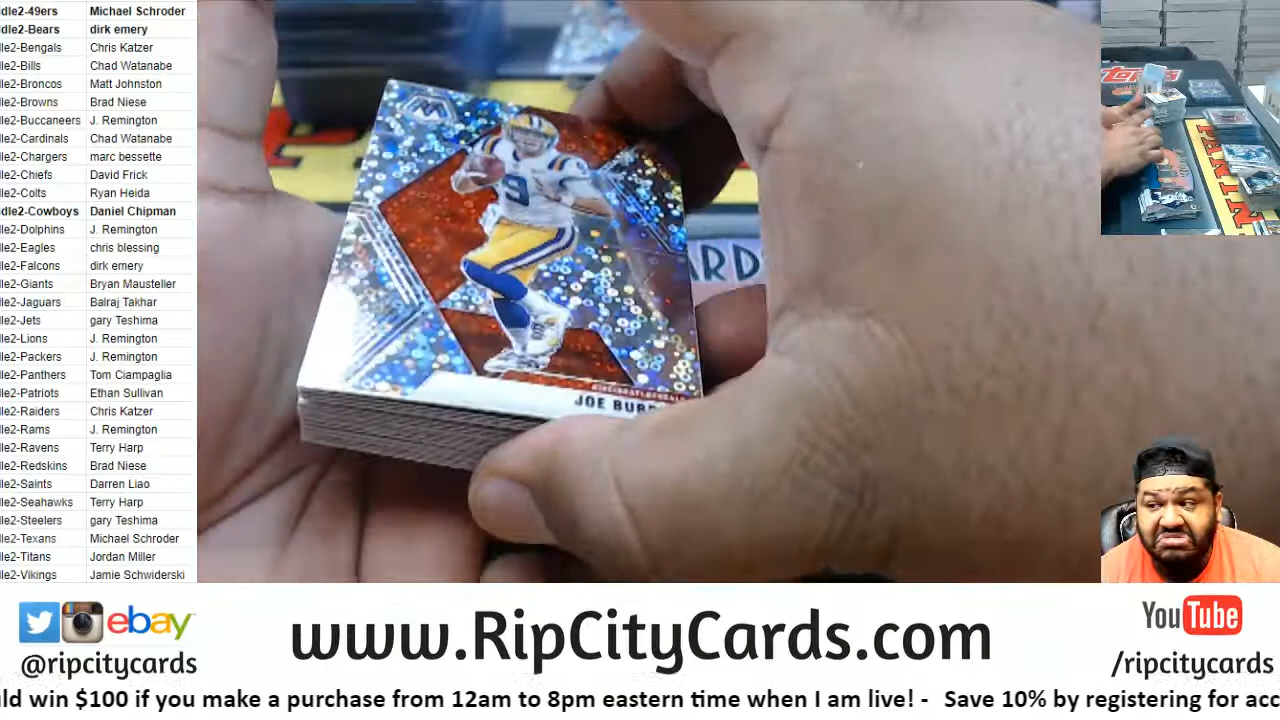 dle2-49ers Michael Schroder
dle2-Bears dirk emery
dle2-Bengals Chris Katzer
dle2-Bills Chad Watanabe
dle2-Broncos Matt Johnston
dle2-Browns Brad Niese
dle2-Buccaneers J. Remington
dle2-Cardinals Chad Watanabe
dle2-Chargers marc bessette
dle2-Chiefs David Frick
dle2-Colts Ryan Heida
dle2-Cowboys Daniel Chipman
dle2-Dolphins J. Remington
dle2-Eagles chris blessing
dle2-Falcons dirk emery
dle2-Giants Bryan Mausteller
dle2-Jaguars Balraj Takhar
dle2-Jets gary Teshima
dle2-Lions J. Remington
dle2-Packers J. Remington
dle2-Panthers Tom Ciampaglia
dle2-Patriots Ethan Sullivan
dle2-Raiders Chris Katzer
dle2-Rams J. Remington
dle2-Ravens Terry Harp
dle2-Redskins Brad Niese
dle2-Saints Darren Liao
dle2-Seahawks Terry Harp
dle2-Steelers gary Teshima
dle2-Texans Michael Schroder
dle2-Titans Jordan Miller
dle2-Vikings Jamie Schwiderski
9
JOE BURR
ARD
Topps
PANINI
ebay
@ripcitycards
www.RipCityCards.com
YouTube
/ripcitycards
uld win $100 if you make a purchase from 12am to 8pm eastern time when I am live! - Save 10% by registering for acc